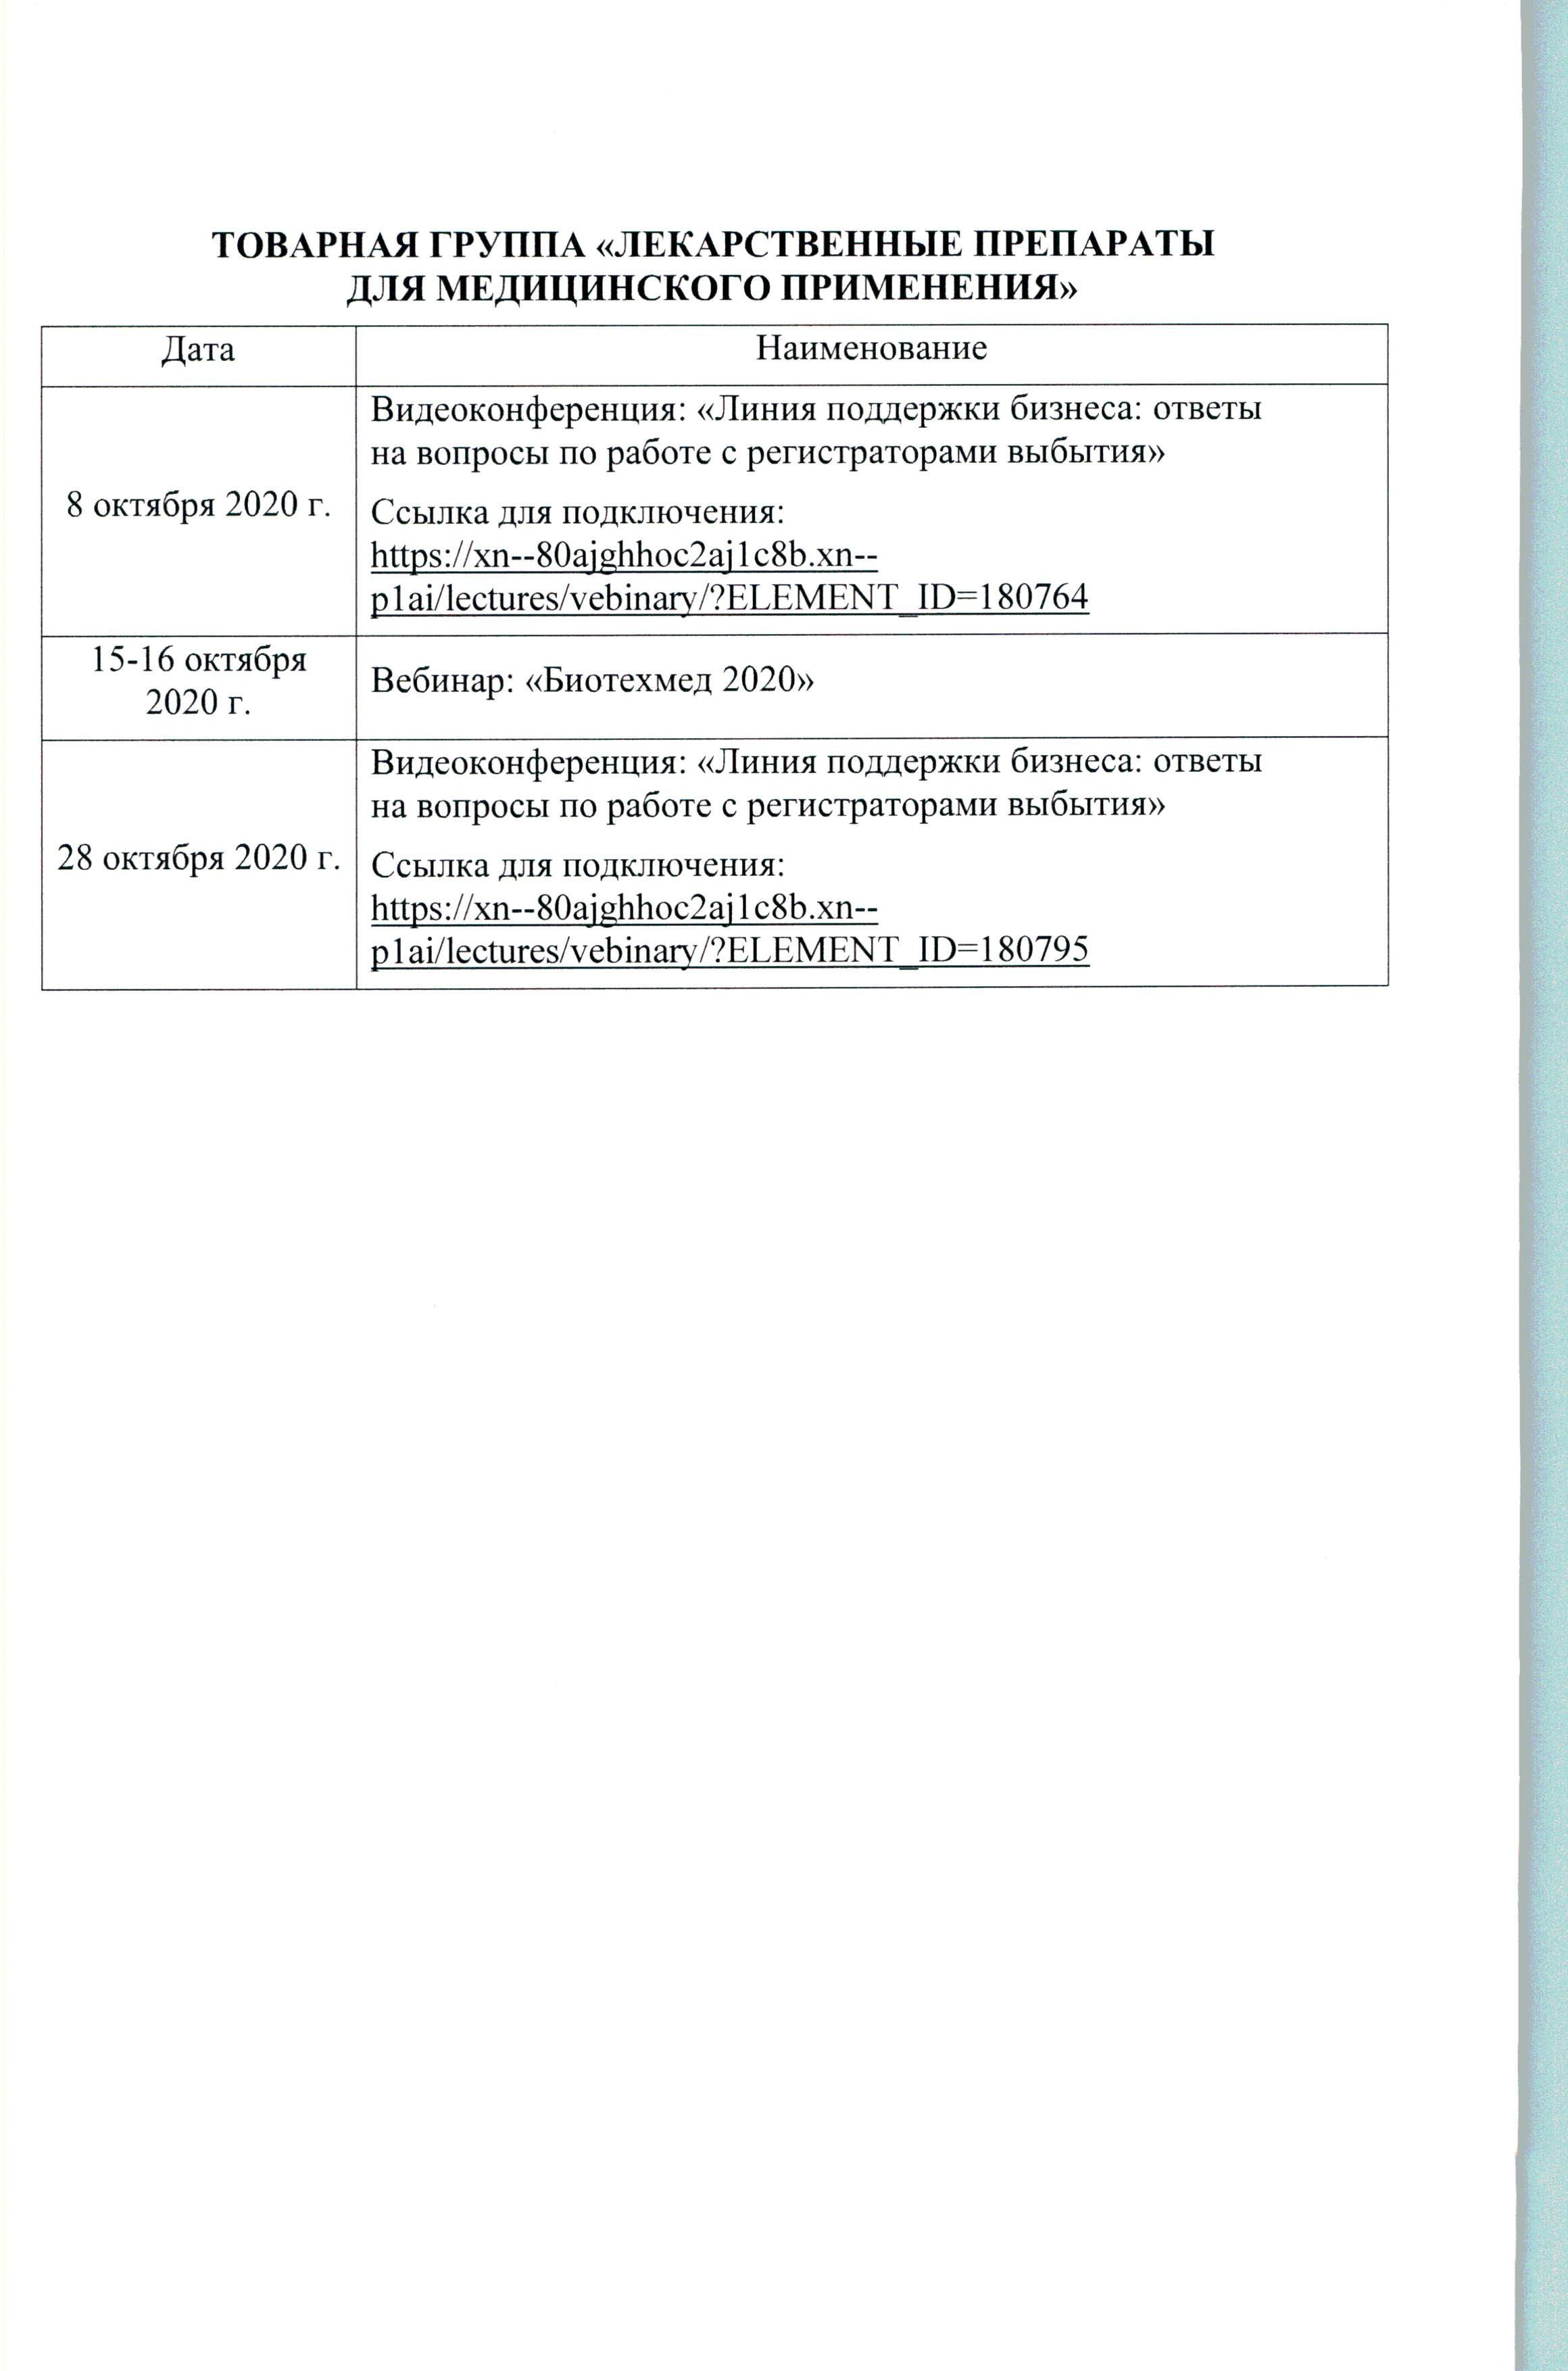 ТОВАРНАЯ ГРУППА «ЛЕКАРСТВЕННЫЕ ПРЕПАРАТЫ
ДЛЯ МЕДИЦИНСКОГО ПРИМЕНЕНИЯ»
Дата
Наименование
8 октября 2020 г.
Видеоконференция: «Линия поддержки бизнеса: ответы
на вопросы по работе с регистраторами выбытия»
Ссылка для подключения:
https://xn--80ajghhoc2aj1c8b.xn--
p1ai/lectures/vebinary/?ELEMENT_ID=180764
15-16 октября
2020 г.
Вебинар: «Биотехмед 2020»
28 октября 2020 г.
Видеоконференция: «Линия поддержки бизнеса: ответы
на вопросы по работе с регистраторами выбытия»
Ссылка для подключения:
https://xn--80ajghhoc2aj1c8b.xn--
p1ai/lectures/vebinary/?ELEMENT_ID=180795